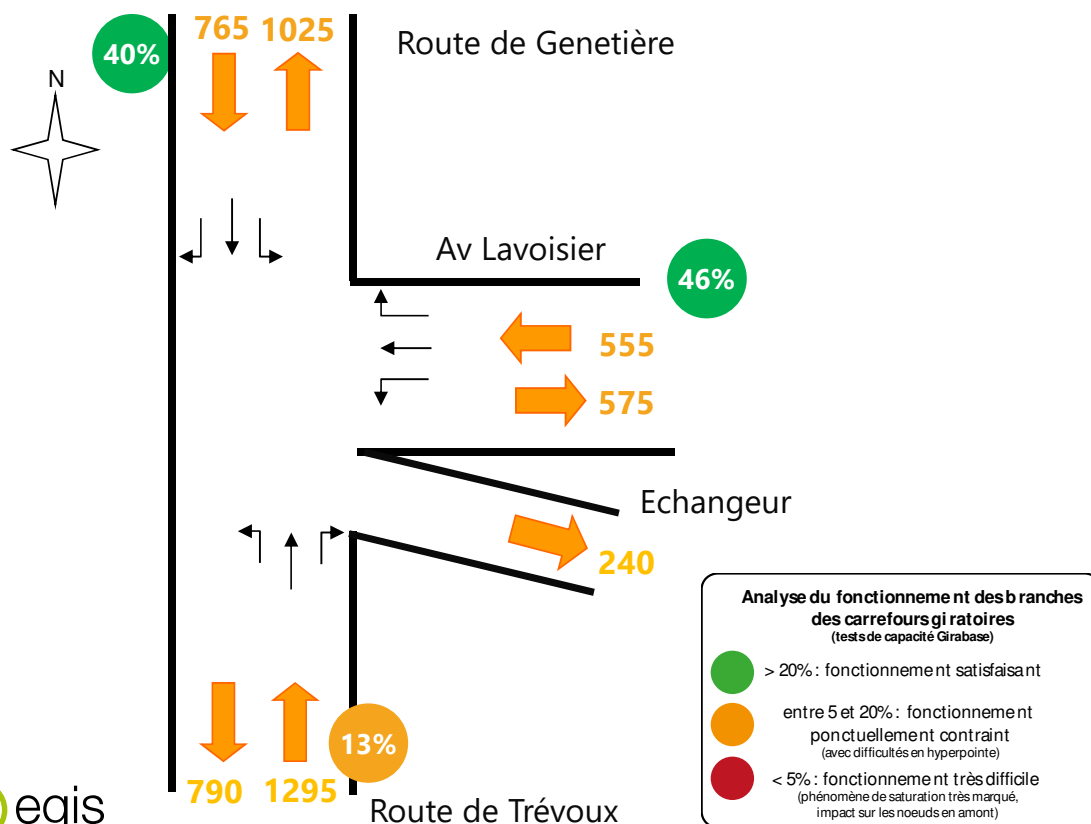 765 1025
Route de Genetière
40%
N
Av Lavoisier
46%
555
575
Echangeur
240
Analyse du fonctionnement des branches
des carrefours giratoires
(tests de capacité Girabase)
> 20% : fonctionnement satisfaisant
entre 5 et 20% : fonctionnement
ponctuellement contraint
(avec difficultés en hyperpointe)
< 5% : fonctionnement très difficile
(phénomène de saturation très marqué,
impact sur les noeuds en amont)
13%
790 1295
Route de Trévoux
egis